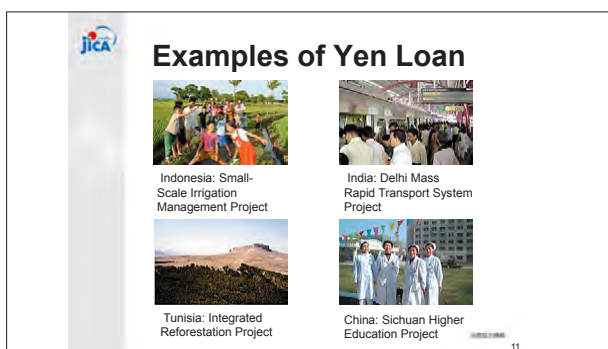 jICA
Examples of Yen Loan
Indonesia: Small-
Scale Irrigation
Management Project
India: Delhi Mass
Rapid Transport System
Project
Tunisia: Integrated
Reforestation Project
China: Sichuan Higher
Education Project
11